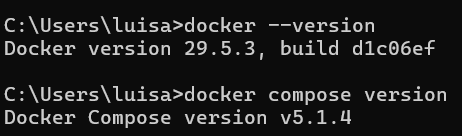 C:\Users\luisa>docker --version
Docker version 29.5.3, build d1c06ef
C:\Users\luisa>docker compose version
Docker Compose version v5.1.4